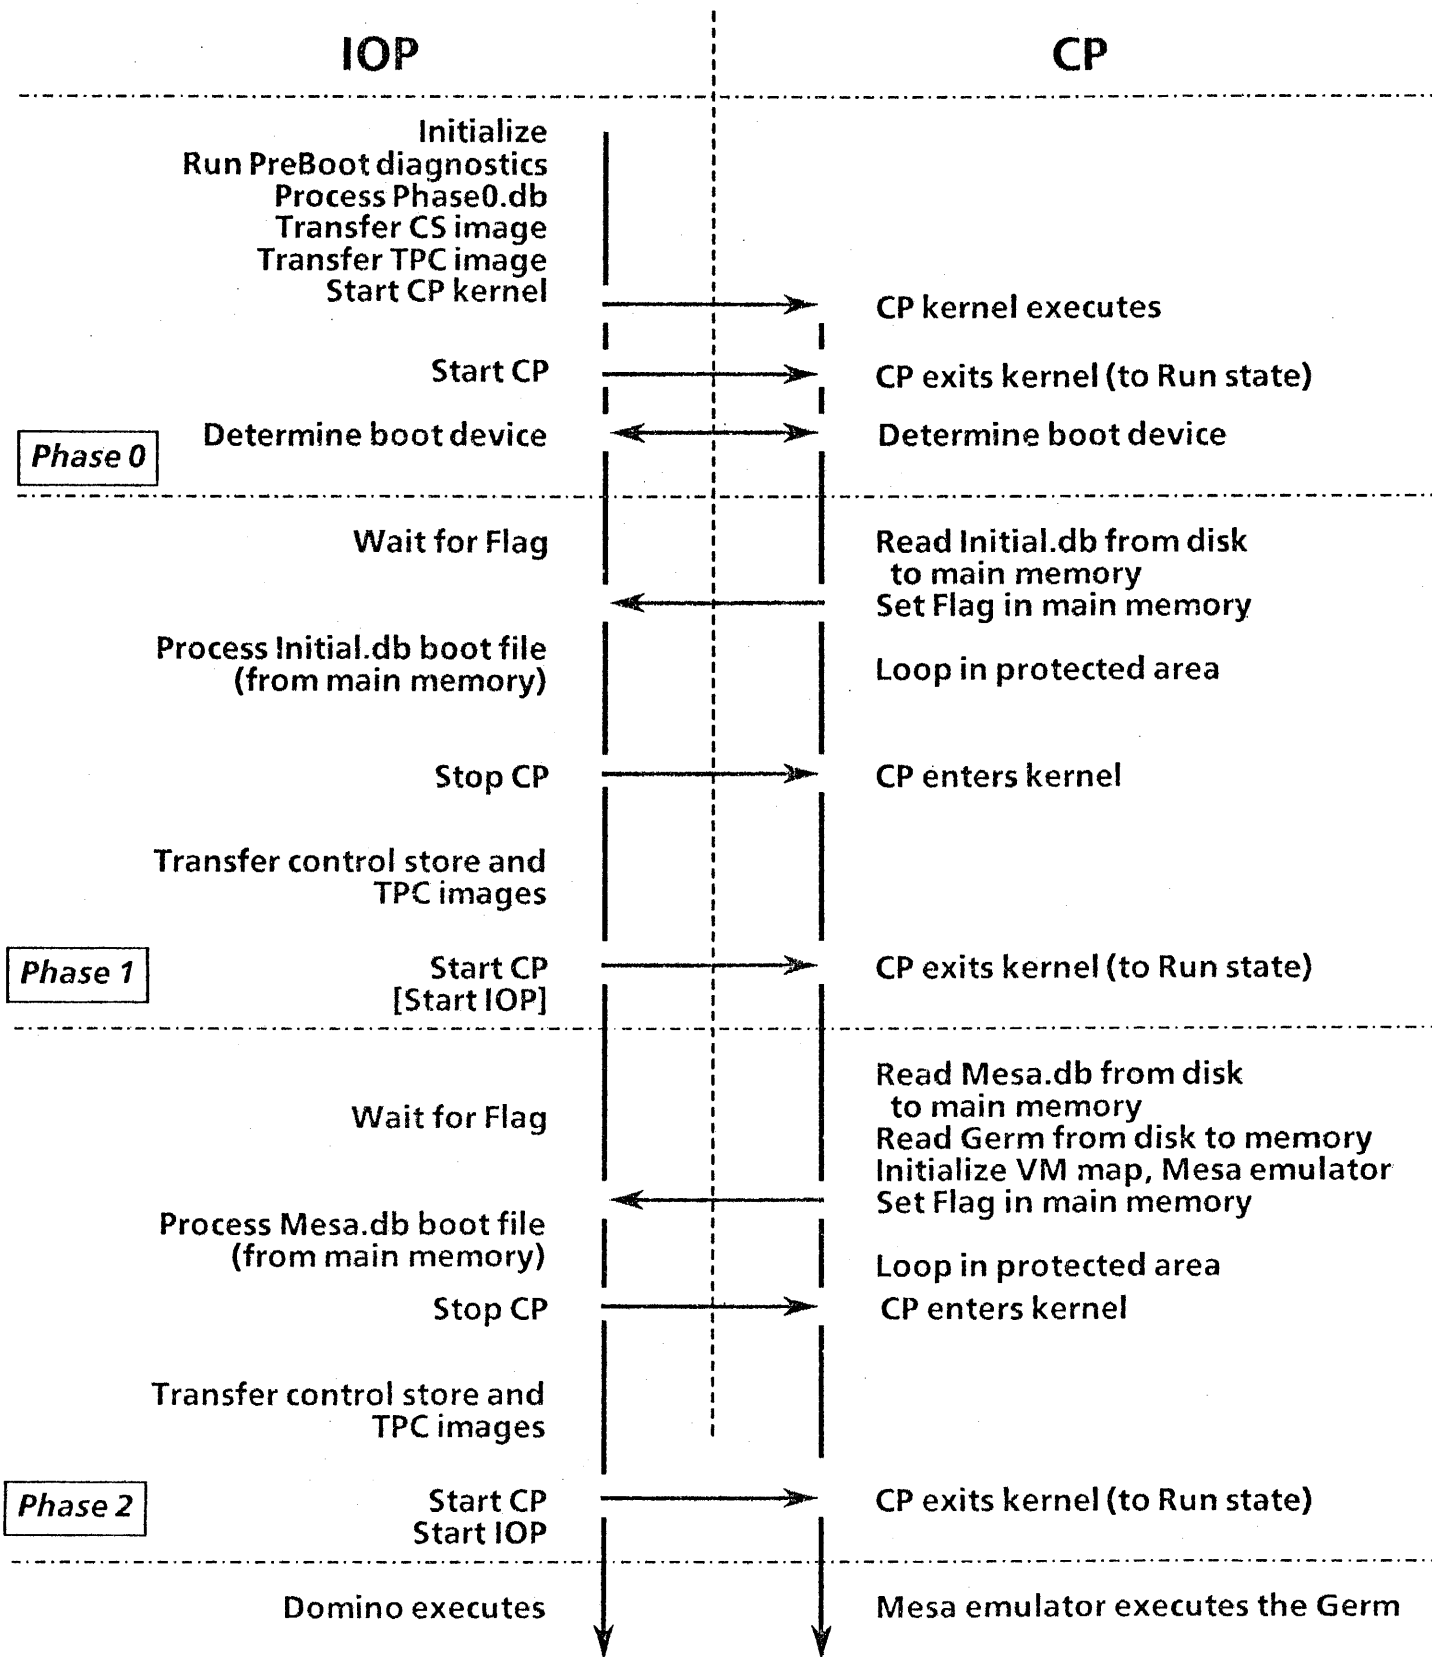 IOP
CP
Initialize
Run PreBoot diagnostics
Process Phase0.db
Transfer CS image
Transfer TPC image
Start CP kernel
CP kernel executes
Start CP
CP exits kernel (to Run state)
Determine boot device
Determine boot device
Phase 0
Wait for Flag
Read Initial.db from disk
to main memory
Set Flag in main memory
Process Initial.db boot file
(from main memory)
Loop in protected area
Stop CP
CP enters kernel
Transfer control store and
TPC images
Phase 1
Start CP
[Start IOP]
CP exits kernel (to Run state)
Wait for Flag
Read Mesa.db from disk
to main memory
Read Germ from disk to memory
Initialize VM map, Mesa emulator
Set Flag in main memory
Process Mesa.db boot file
(from main memory)
Loop in protected area
Stop CP
CP enters kernel
Transfer control store and
TPC images
Phase 2
Start CP
Start IOP
CP exits kernel (to Run state)
Domino executes
Mesa emulator executes the Germ